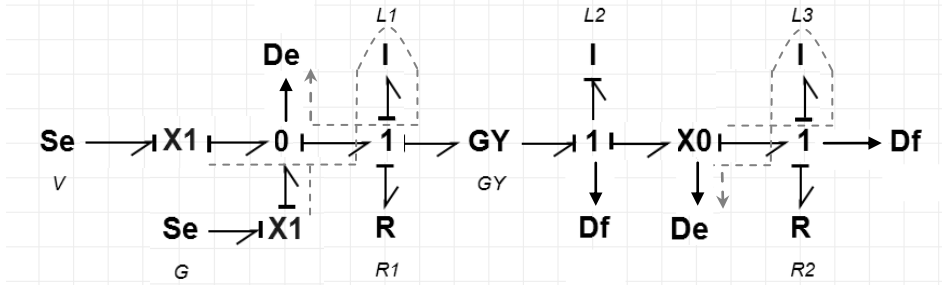 L1 L2 L3
De I I I
Se X1 0 1 GY 1 X0 1 Df
V GY
Se X1 R Df De R
G R1 R2